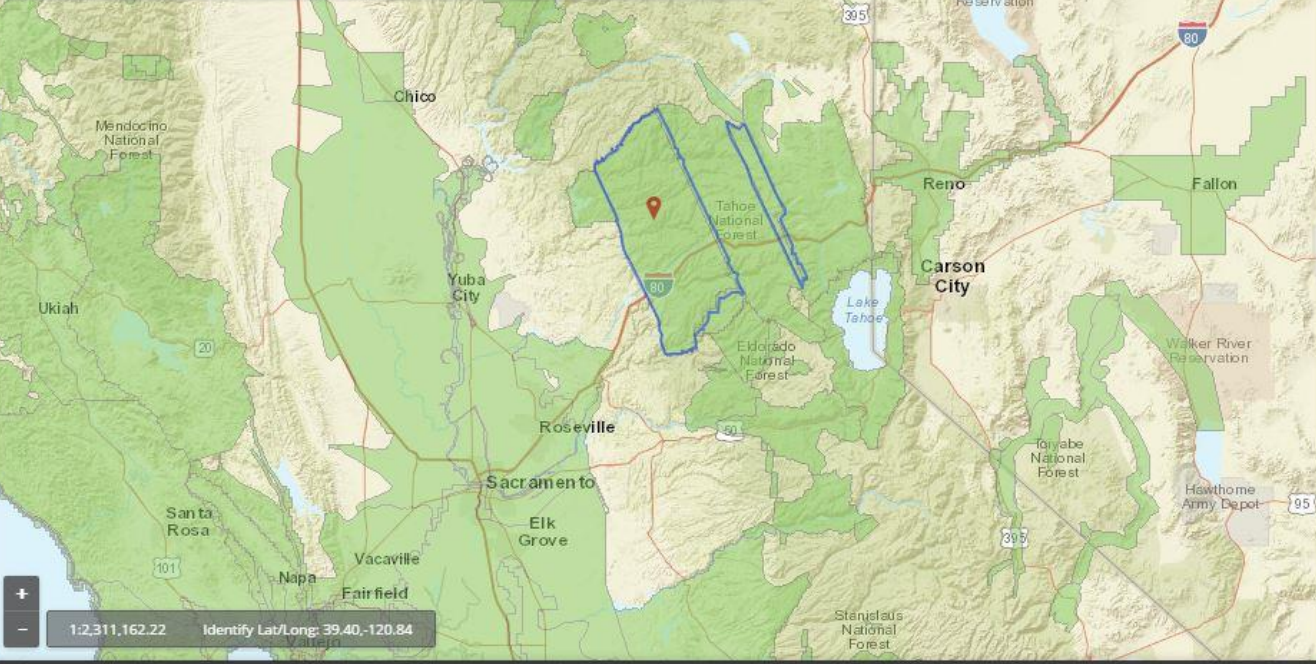 Reservation
395
80
Chico
Mendocino
National
Forest
Reno
Fallon
Tahoe
National
Forest
Carson
City
80
Yuba
City
Lake
Tahoe
Ukiah
20
Walker River
Reservation
Eldorado
National
Forest
Roseville
50
Toiyabe
National
Forest
Sacramento
Hawthorne
Army Depot
95
Santa
Rosa
Elk
Grove
395
Vacaville
101
Napa
Fairfield
+
Stanislaus
National
Forest
−
1:2,311,162.22 Identify Lat/Long: 39.40,-120.84